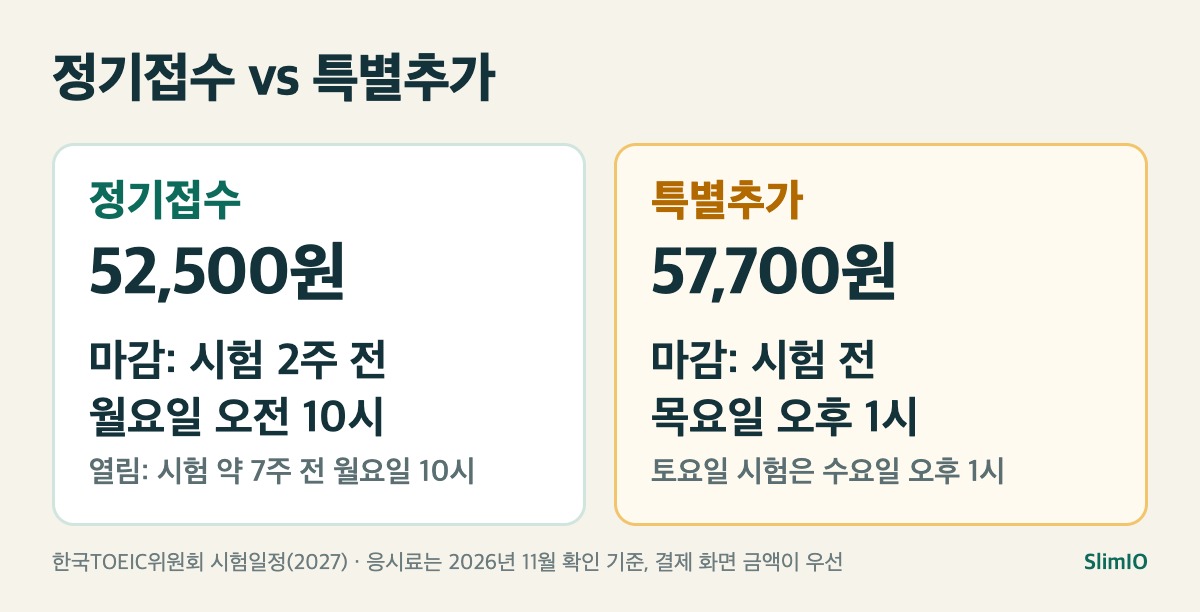 정기접수 vs 특별추가
정기접수
52,500원
마감: 시험 2주 전
월요일 오전 10시
열림: 시험 약 7주 전 월요일 10시
특별추가
57,700원
마감: 시험 전
목요일 오후 1시
토요일 시험은 수요일 오후 1시
한국TOEIC위원회 시험일정(2027) · 응시료는 2026년 11월 확인 기준, 결제 화면 금액이 우선
SlimIO